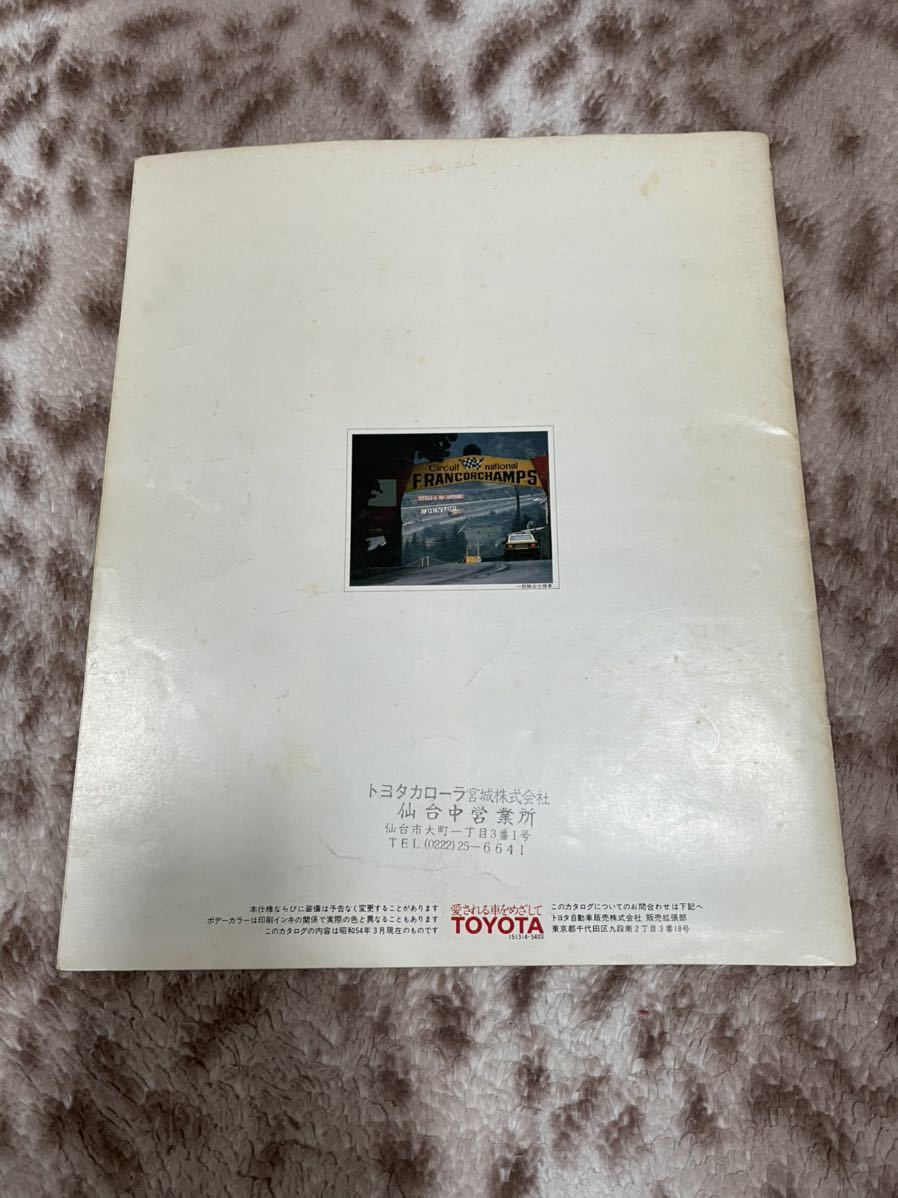 Circuit national
FRANCORCHAMPS
DUNLOP
一般輸出仕様車
トヨタカローラ宮城株式会社
仙台中営業所
仙台市大町一丁目3番1号
TEL(0222)25-6641
本仕様ならびに装備は予告なく変更することがあります
ボデーカラーは印刷インキの関係で実際の色と異なることもあります
このカタログの内容は昭和54年3月現在のものです
愛される車をめざして
TOYOTA
151314-5403
このカタログについてのお問合わせは下記へ
トヨタ自動車販売株式会社 販売拡張部
東京都千代田区九段南2丁目3番18号